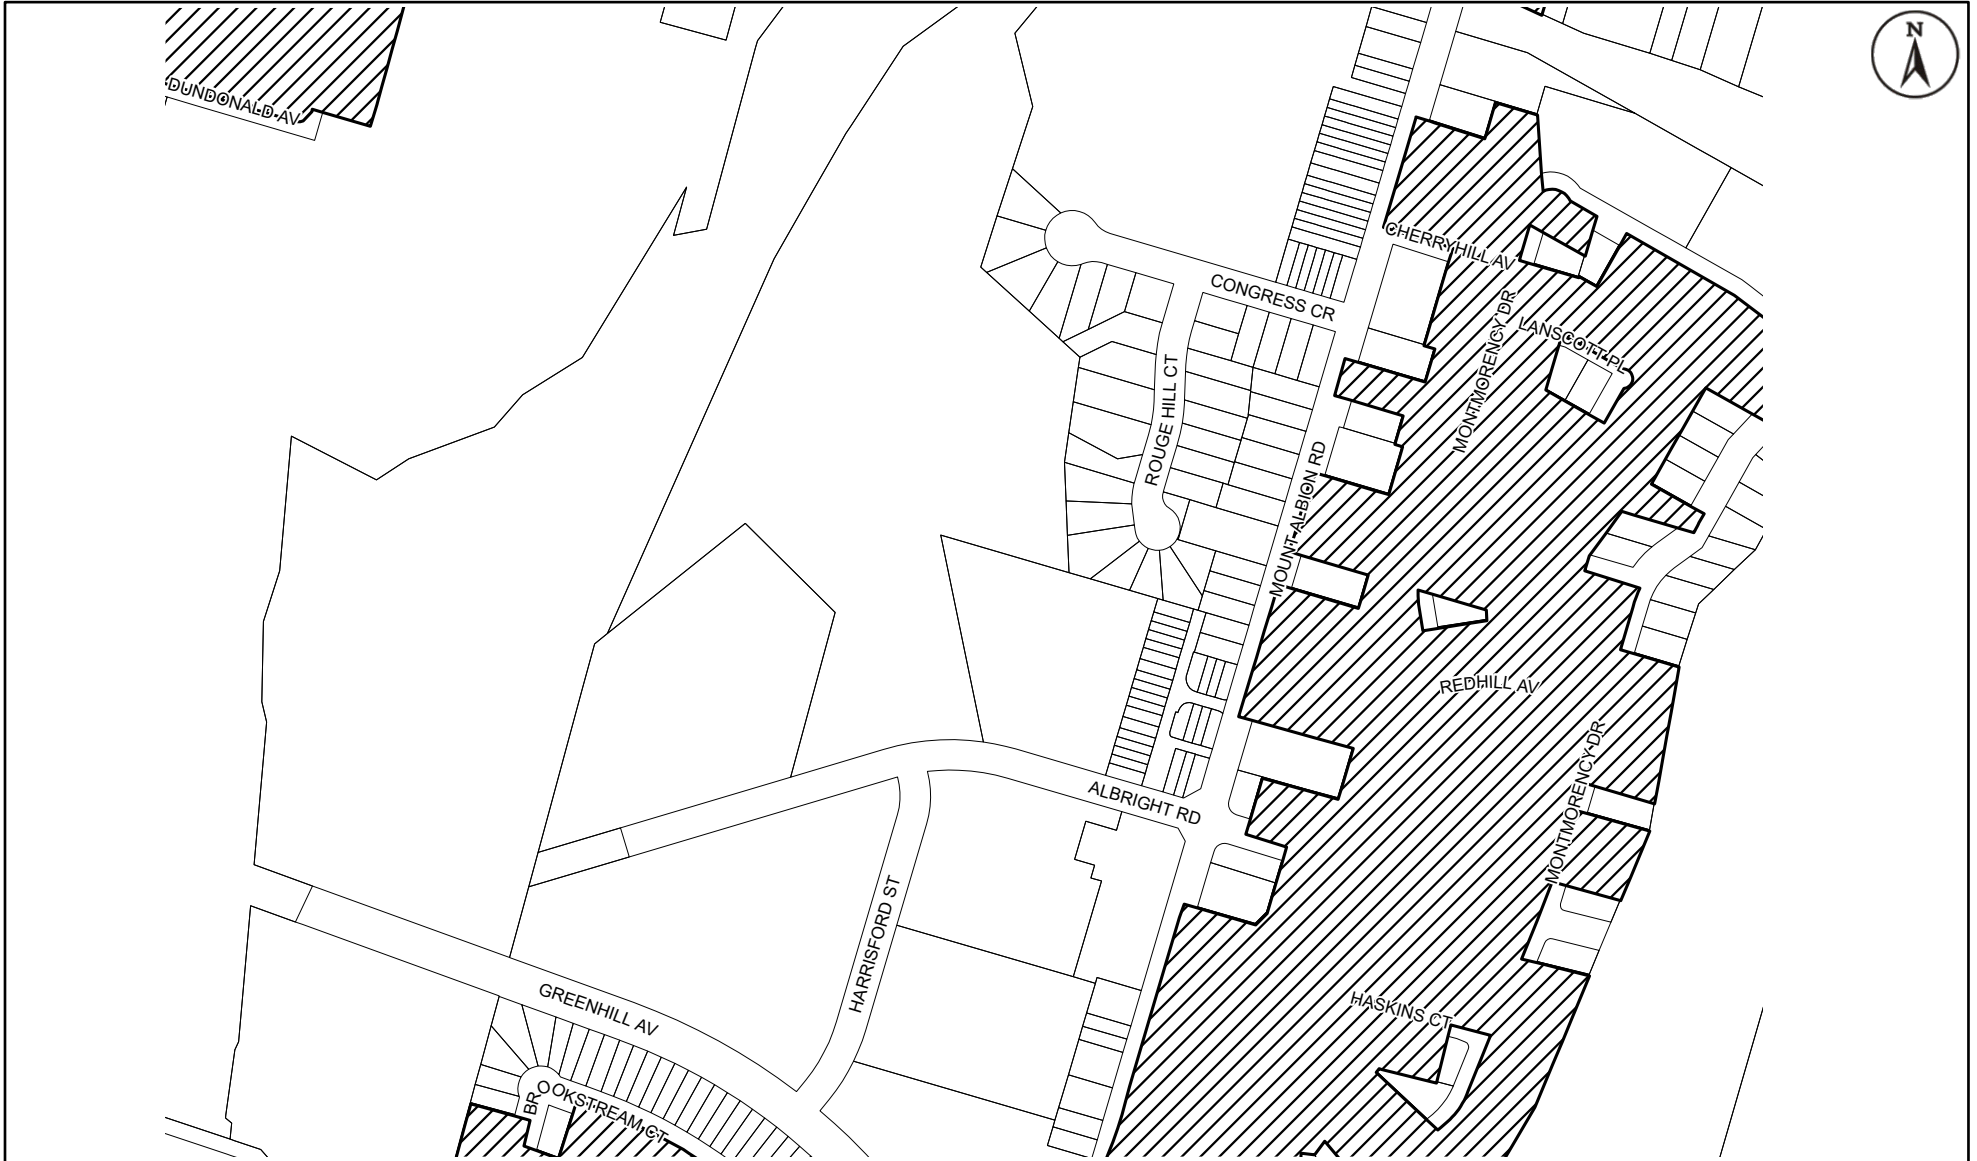 N
DUNDONALD AV
CHERRYHILL AV
CONGRESS CR
MONTMORENCY DR
LANSCOTT PL
ROUGE HILL CT
MOUNT ALBION RD
REDHILL AV
MONTMORENCY DR
ALBRIGHT RD
HARRISFORD ST
GREENHILL AV
HASKINS CT
BROOKSTREAM CT